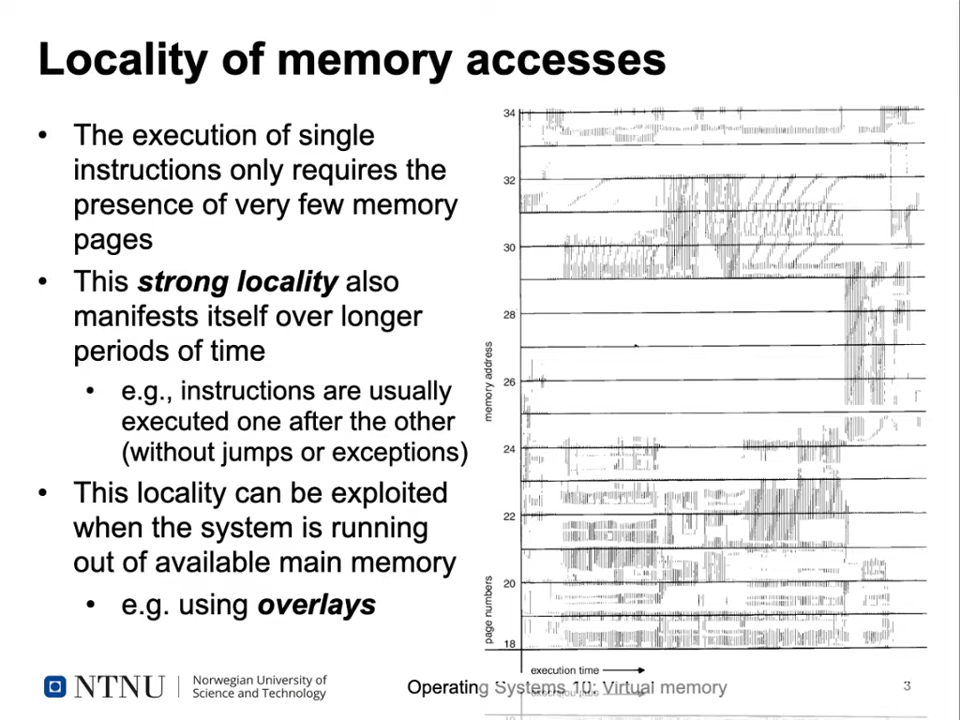 Locality of memory accesses
• The execution of single
instructions only requires the
presence of very few memory
pages
• This strong locality also
manifests itself over longer
periods of time
• e.g., instructions are usually
executed one after the other
(without jumps or exceptions)
• This locality can be exploited
when the system is running
out of available main memory
• e.g. using overlays
34
32
30
28
26
24
22
20
18
memory address
page numbers
execution time
NTNU
Norwegian University of
Science and Technology
Operating Systems 10: Virtual memory
3